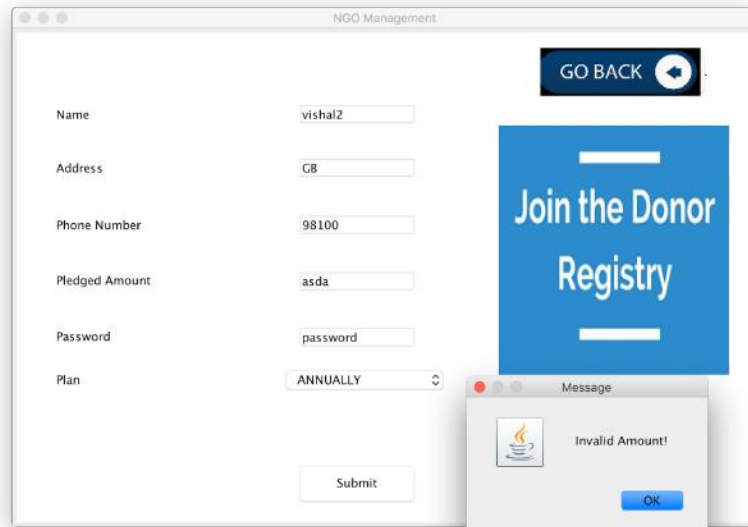 NGO Management
GO BACK
.
Name vishal2
Address GB
Phone Number 98100
Pledged Amount asda
Password password
Plan ANNUALLY
Join the Donor
Registry
Submit
Message
Invalid Amount!
OK